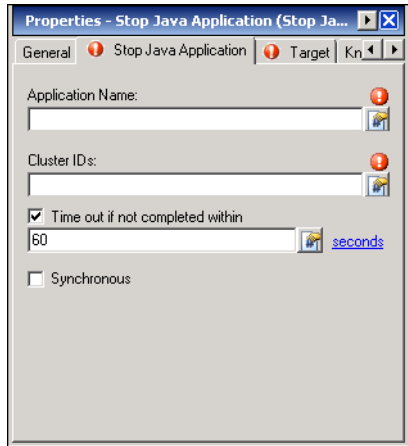 Properties - Stop Java Application (Stop Ja...
General Stop Java Application Target Kn
Application Name:
Cluster IDs:
Time out if not completed within
60 seconds
Synchronous